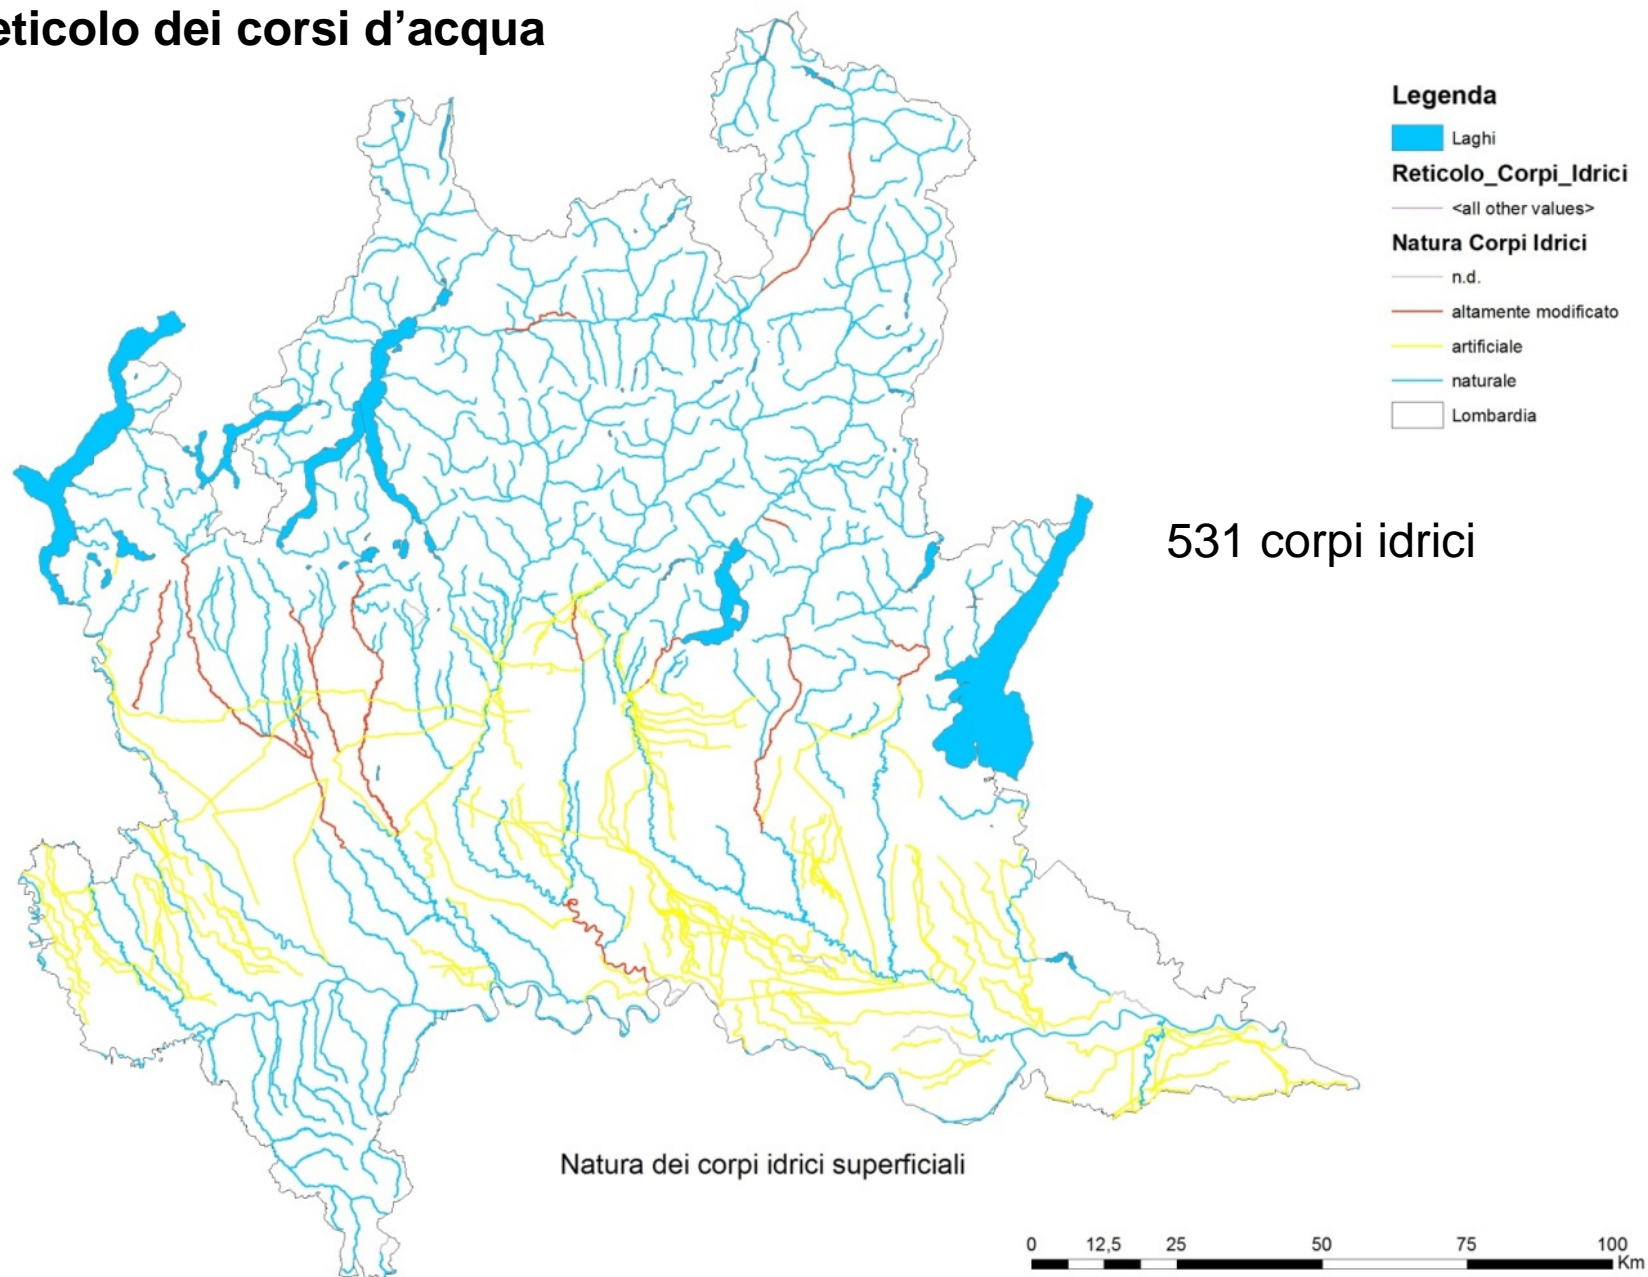 eticolo dei corsi d’acqua
Legenda
Laghi
Reticolo_Corpi_Idrici
<all other values>
Natura Corpi Idrici
n.d.
altamente modificato
artificiale
naturale
Lombardia
531 corpi idrici
Natura dei corpi idrici superficiali
0 12,5 25 50 75 100
Km